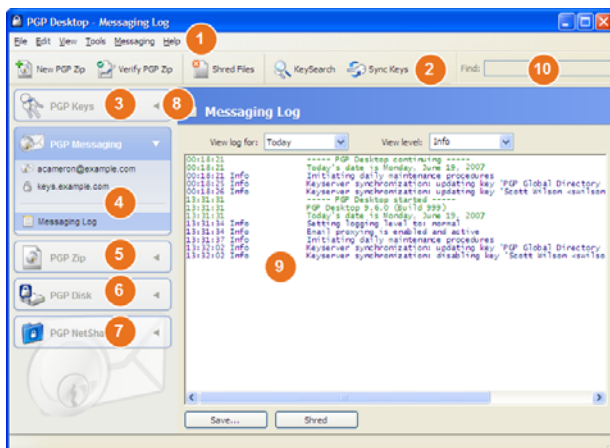 PGP Desktop - Messaging Log
File Edit View Tools Messaging Help
1
New PGP Zip Verify PGP Zip Shred Files KeySearch Sync Keys 2 Find: 10
PGP Keys 3
8
Messaging Log
PGP Messaging
acameron@example.com
keys.example.com
4
Messaging Log
PGP Zip 5
PGP Disk 6
PGP NetSha 7
View log for: Today View level: Info
00:18:21 ----- PGP Desktop continuing -----
00:18:21 Today's date is Monday, June 19, 2007
00:18:21 Info Initiating daily maintenance procedures
00:18:25 Info Keyserver synchronization: updating key 'PGP Global Directory
00:18:26 Info Keyserver synchronization: updating key 'Scott Wilson <swilso
13:31:31 ----- PGP Desktop started -----
13:31:31 PGP Desktop 9.6.0 (Build 999)
13:31:31 Today's date is Monday, June 19, 2007
13:31:34 Info Setting logging level to: normal
13:31:34 Info Email proxying is enabled and active
13:31:37 Info Initiating daily maintenance procedures
13:32:02 Info Keyserver synchronization: updating key 'PGP Global Directory
13:32:02 Info Keyserver synchronization: disabling key 'Scott Wilson <swilso
9
Save... Shred